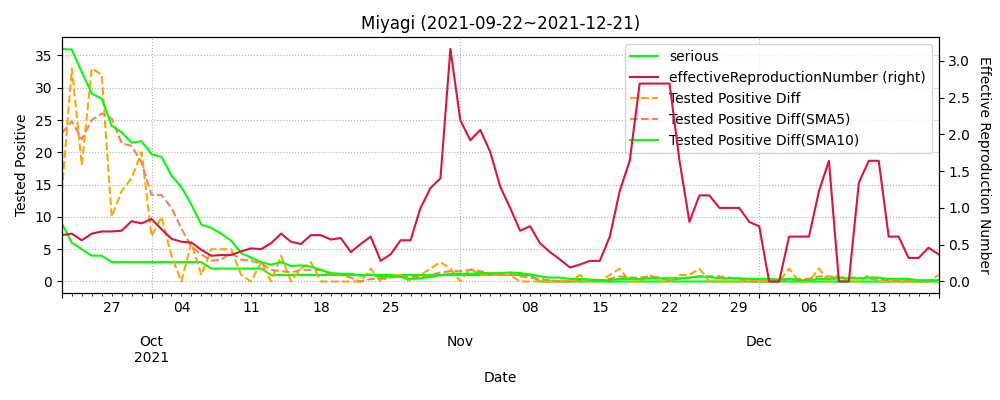 Miyagi (2021-09-22~2021-12-21)
serious
effectiveReproductionNumber (right)
Tested Positive Diff
Tested Positive Diff(SMA5)
Tested Positive Diff(SMA10)
Tested Positive
35
30
25
20
15
10
5
0
3.0
2.5
2.0
1.5
1.0
0.5
0.0
Effective Reproduction Number
27 04 11 18 25 08 15 22 29 06 13
Oct Nov Dec
2021
Date